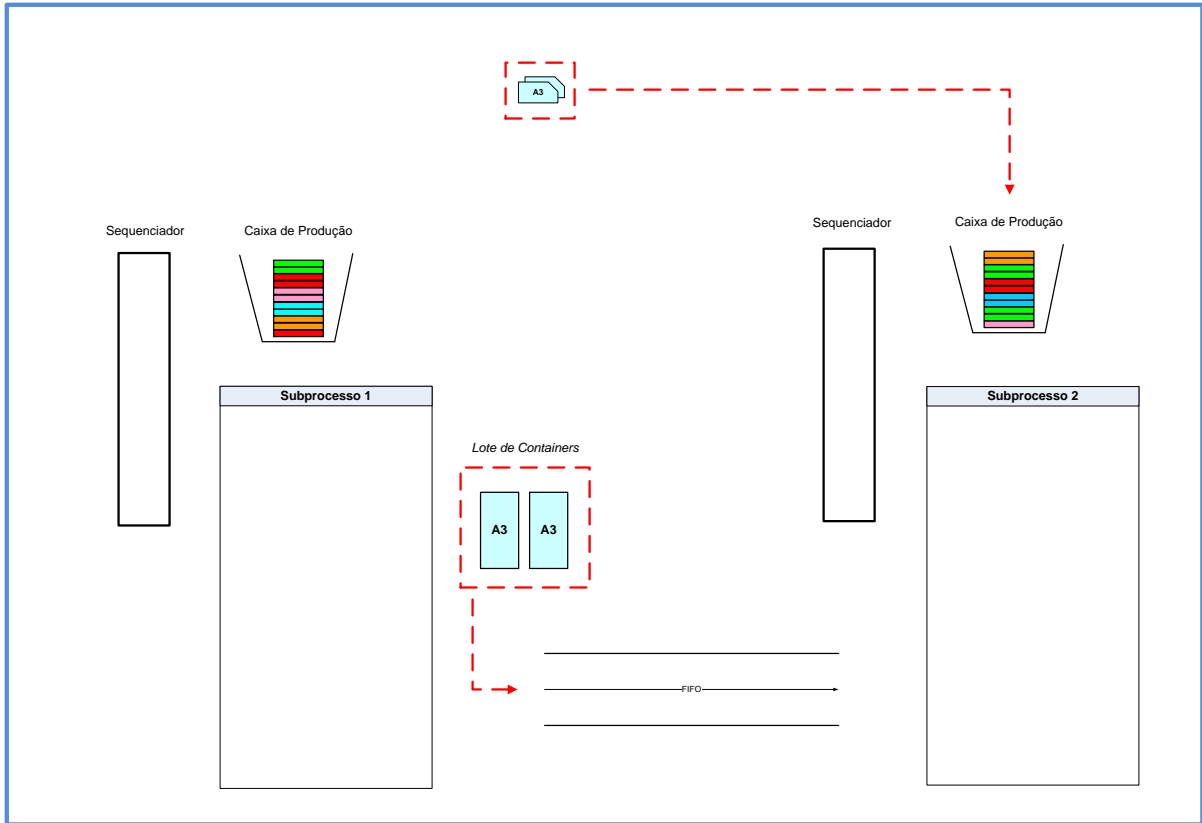 A3
Sequenciador
Caixa de Produção
Sequenciador
Caixa de Produção
Subprocesso 1
Subprocesso 2
Lote de Containers
A3 A3
FIFO